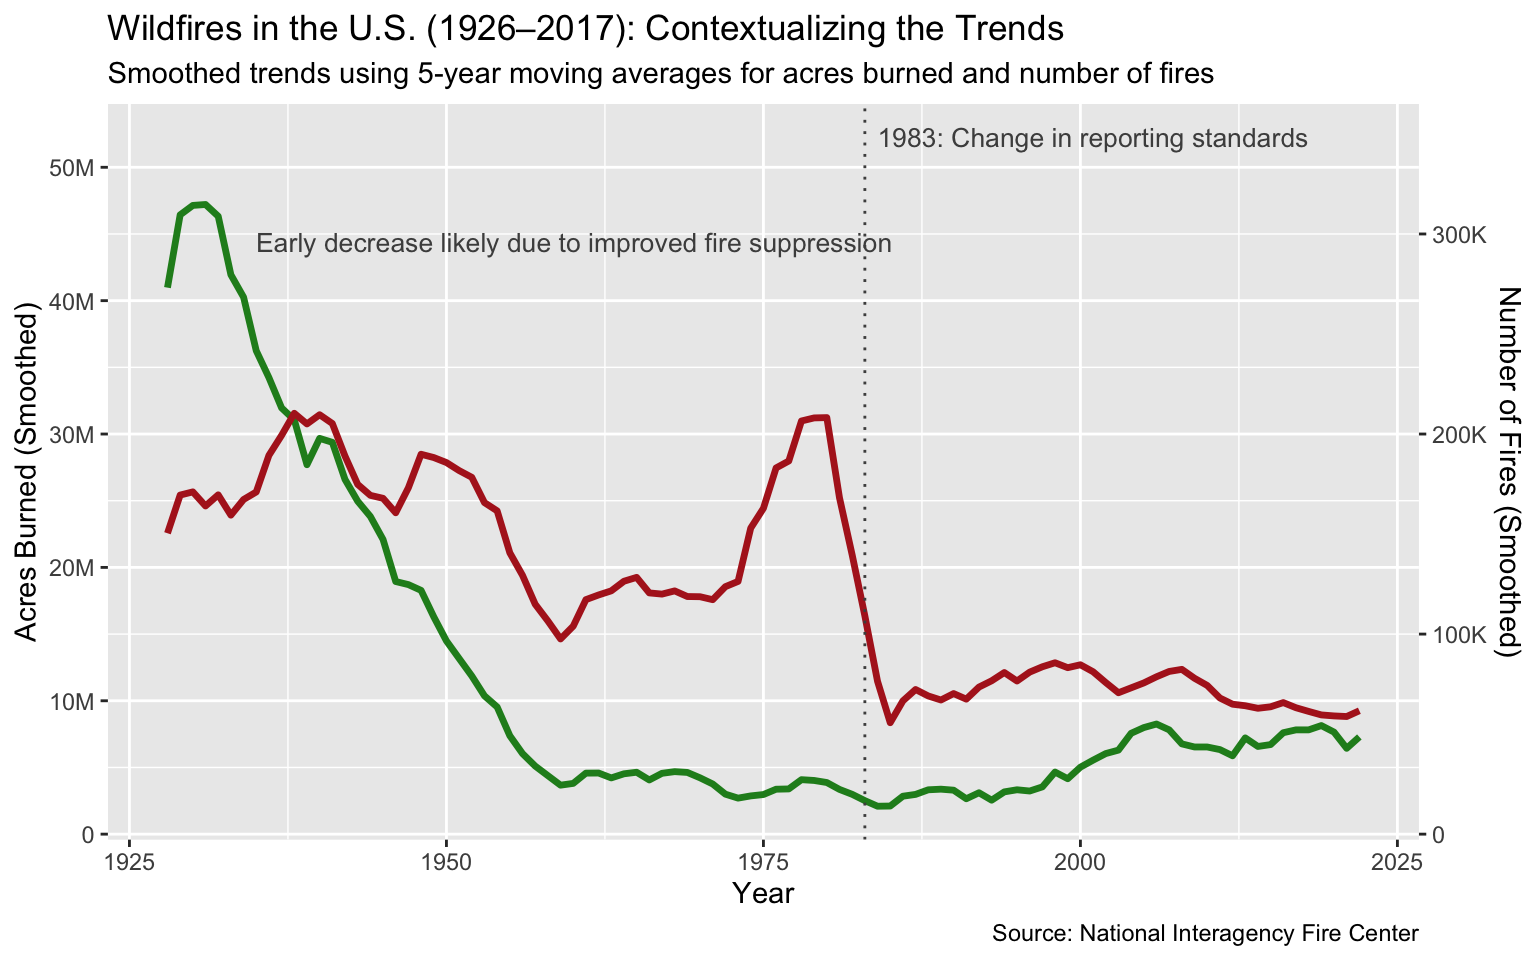 Wildfires in the U.S. (1926–2017): Contextualizing the Trends
Smoothed trends using 5-year moving averages for acres burned and number of fires
1983: Change in reporting standards
Early decrease likely due to improved fire suppression
Acres Burned (Smoothed)
50M
40M
30M
20M
10M
0
300K
200K
100K
0
Number of Fires (Smoothed)
1925
1950
1975
2000
2025
Year
Source: National Interagency Fire Center